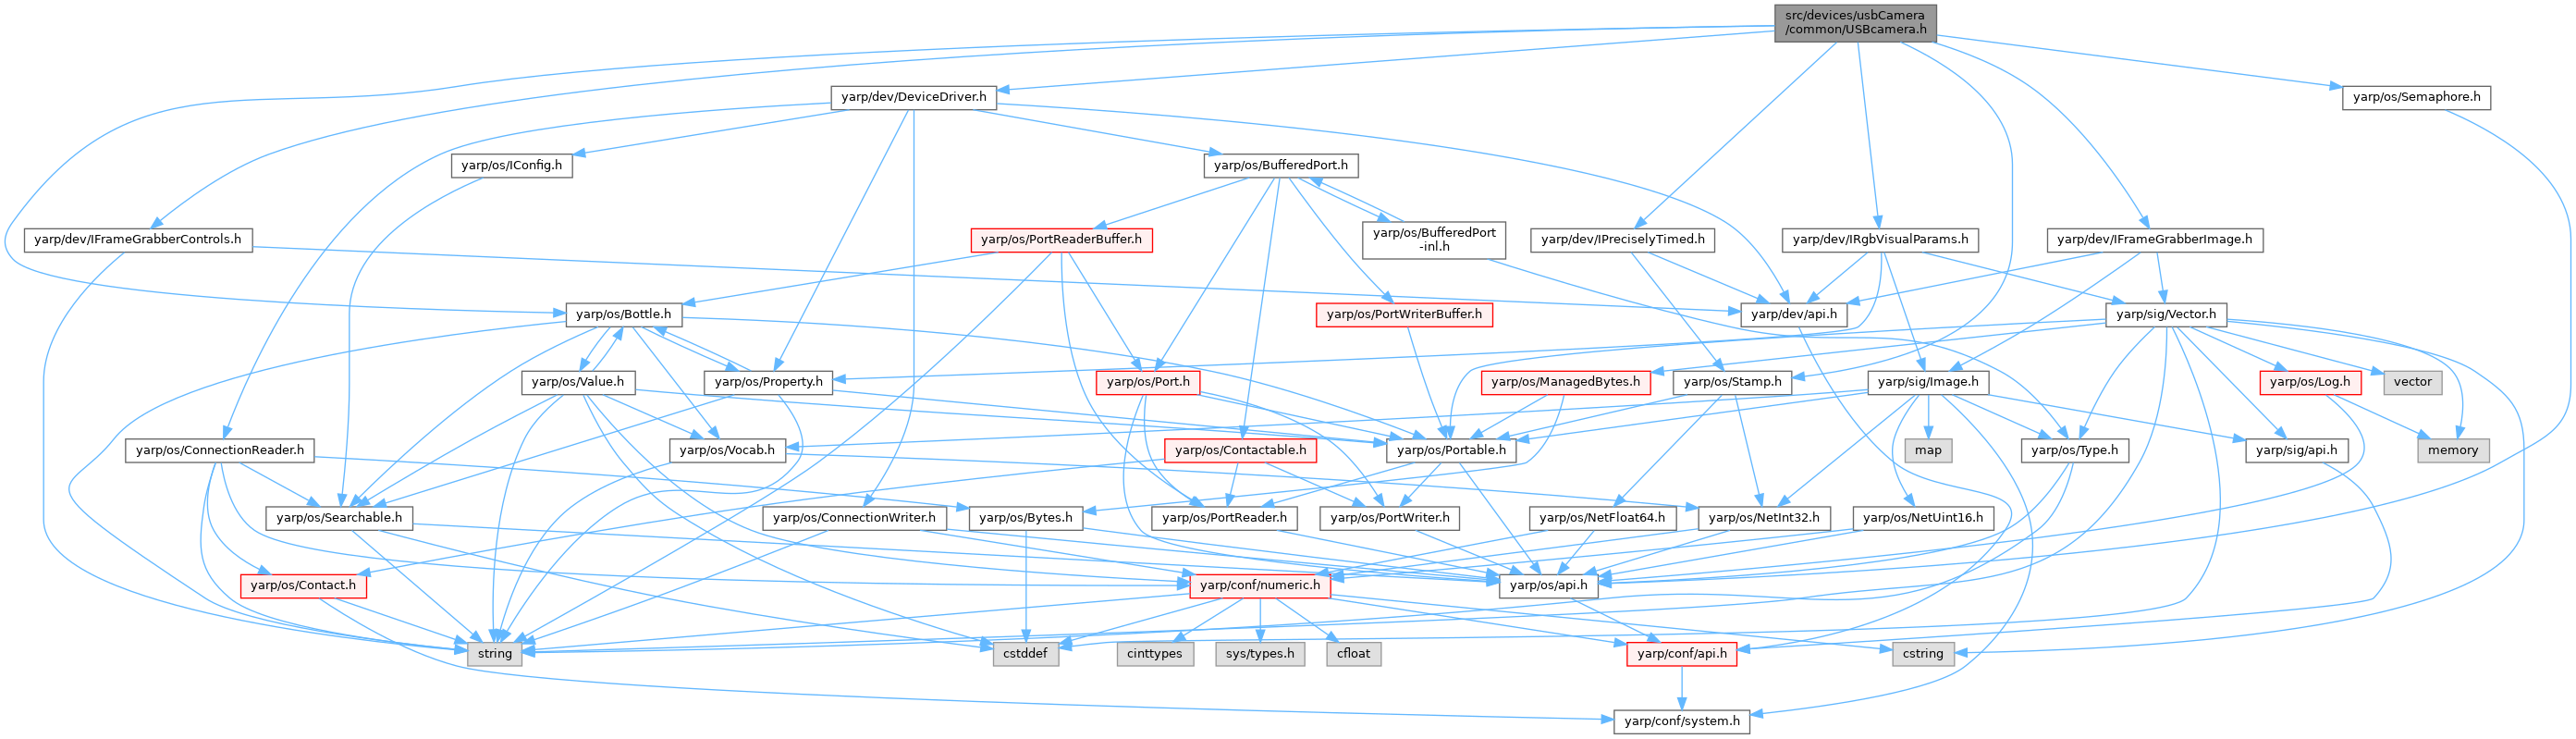 src/devices/usbCamera
/common/USBcamera.h
yarp/dev/DeviceDriver.h
yarp/os/Semaphore.h
yarp/os/IConfig.h
yarp/os/BufferedPort.h
yarp/dev/IFrameGrabberControls.h
yarp/os/PortReaderBuffer.h
yarp/os/BufferedPort
-inl.h
yarp/dev/IPreciselyTimed.h
yarp/dev/IRgbVisualParams.h
yarp/dev/IFrameGrabberImage.h
yarp/os/Bottle.h
yarp/os/PortWriterBuffer.h
yarp/dev/api.h
yarp/sig/Vector.h
yarp/os/Value.h
yarp/os/Property.h
yarp/os/Port.h
yarp/os/ManagedBytes.h
yarp/os/Stamp.h
yarp/sig/Image.h
yarp/os/Log.h
vector
yarp/os/ConnectionReader.h
yarp/os/Vocab.h
yarp/os/Contactable.h
yarp/os/Portable.h
map
yarp/os/Type.h
yarp/sig/api.h
memory
yarp/os/Searchable.h
yarp/os/ConnectionWriter.h
yarp/os/Bytes.h
yarp/os/PortReader.h
yarp/os/PortWriter.h
yarp/os/NetFloat64.h
yarp/os/NetInt32.h
yarp/os/NetUint16.h
yarp/os/Contact.h
yarp/conf/numeric.h
yarp/os/api.h
string
cstddef
cinttypes
sys/types.h
cfloat
yarp/conf/api.h
cstring
yarp/conf/system.h